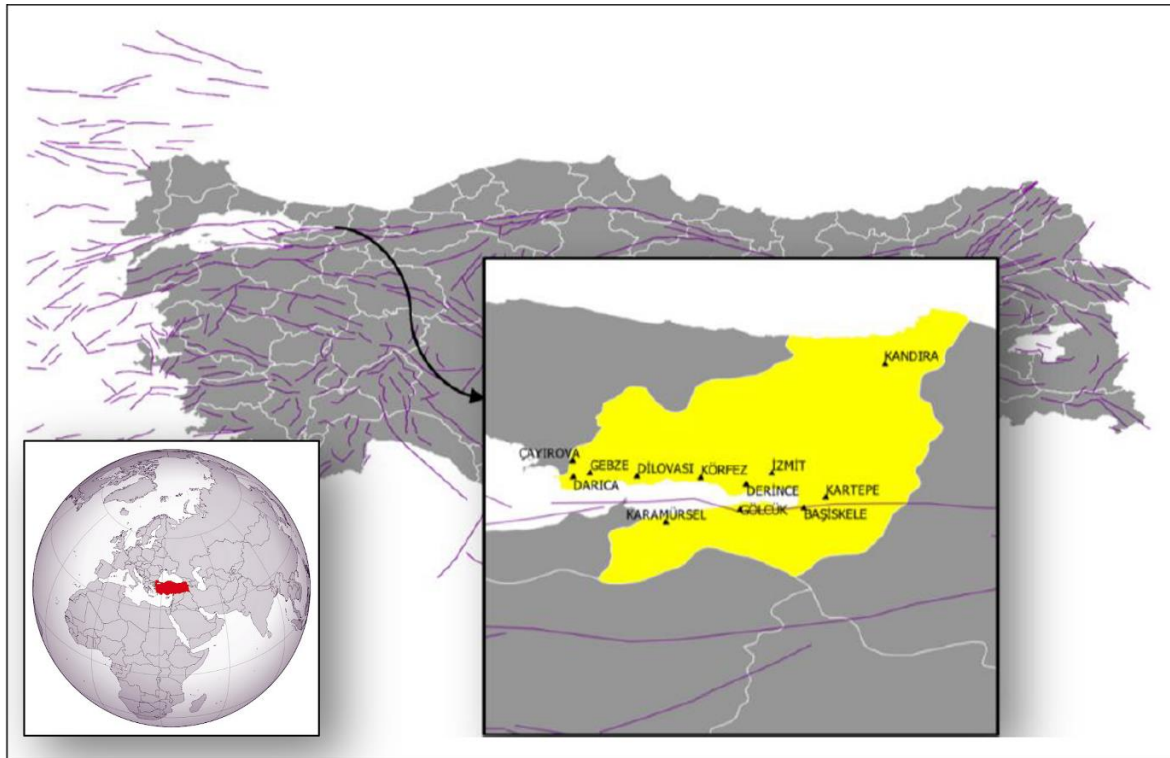 KANDIRA
ÇAYIROVA
GEBZE
DİLOVASI
KÖRFEZ
İZMİT
DARICA
DERİNCE
KARTEPE
KARAMÜRSEL
GÖLCÜK
BAŞİSKELE